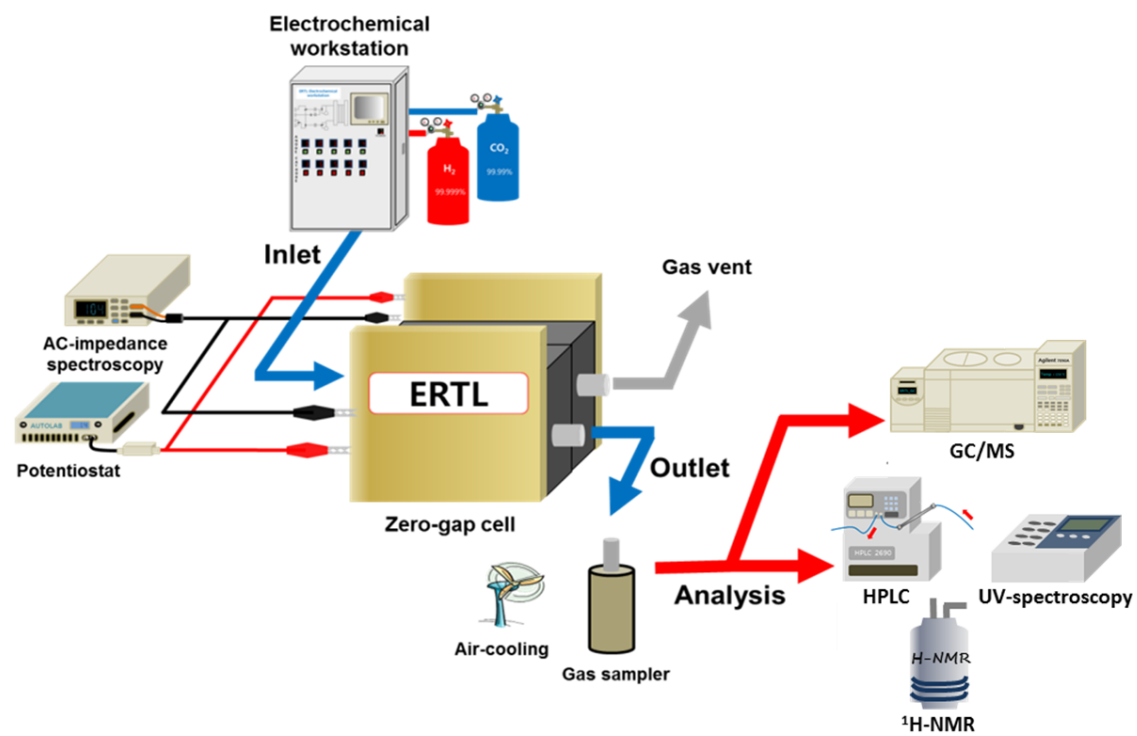 Electrochemical
workstation
CO2
99.99%
H2
99.999%
Inlet
Gas vent
AC-impedance
spectroscopy
ERTL
AUTOLAB
Potentiostat
Outlet
GC/MS
Zero-gap cell
HPLC 2690
Analysis
HPLC
UV-spectroscopy
Air-cooling
Gas sampler
H-NMR
¹H-NMR